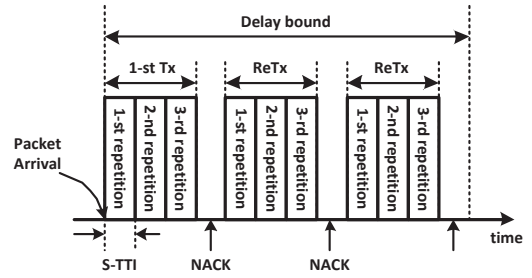 Delay bound
1-st Tx
ReTx
ReTx
1-st repetition
2-nd repetition
3-rd repetition
1-st repetition
2-nd repetition
3-rd repetition
1-st repetition
2-nd repetition
3-rd repetition
Packet
Arrival
time
S-TTI
NACK
NACK